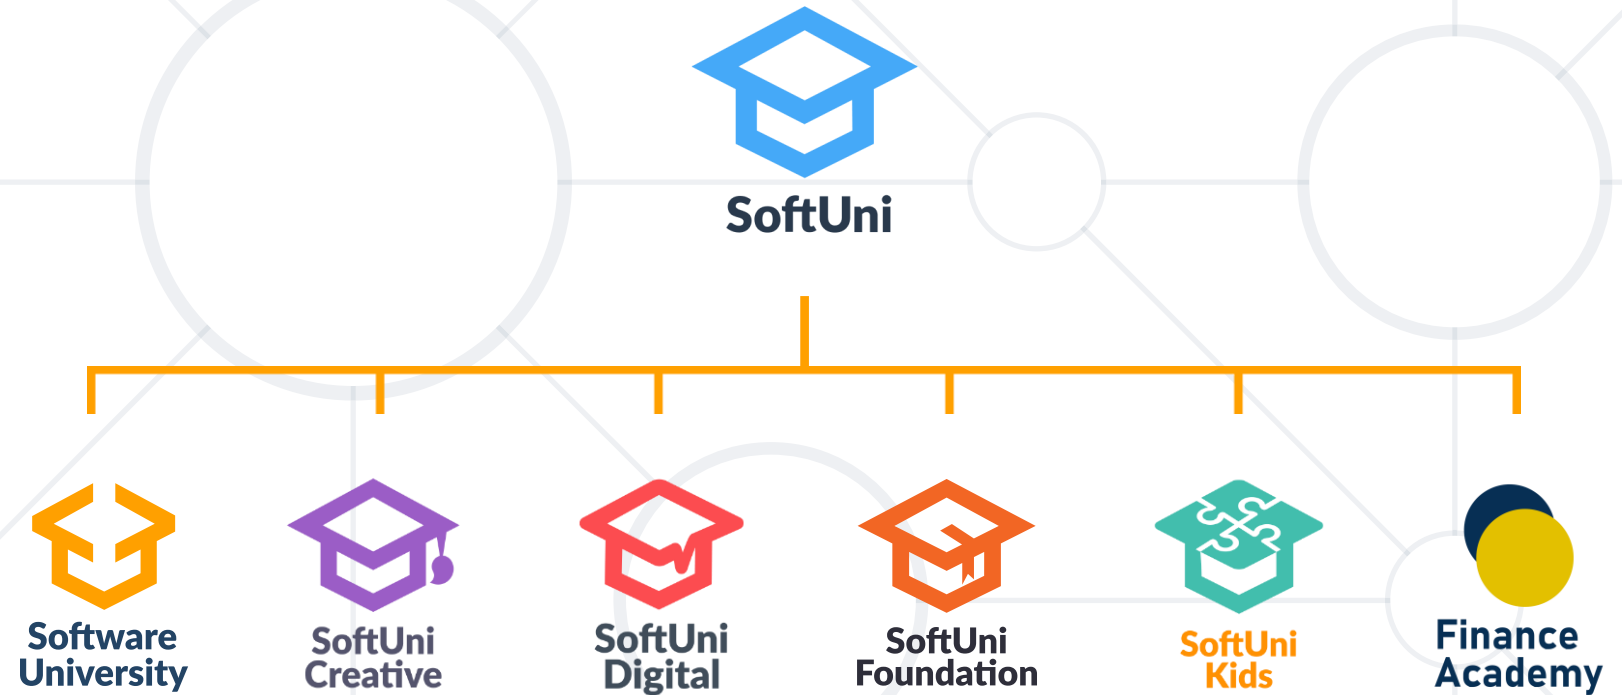 SoftUni
Software
University
SoftUni
Creative
SoftUni
Digital
SoftUni
Foundation
SoftUni
Kids
Finance
Academy